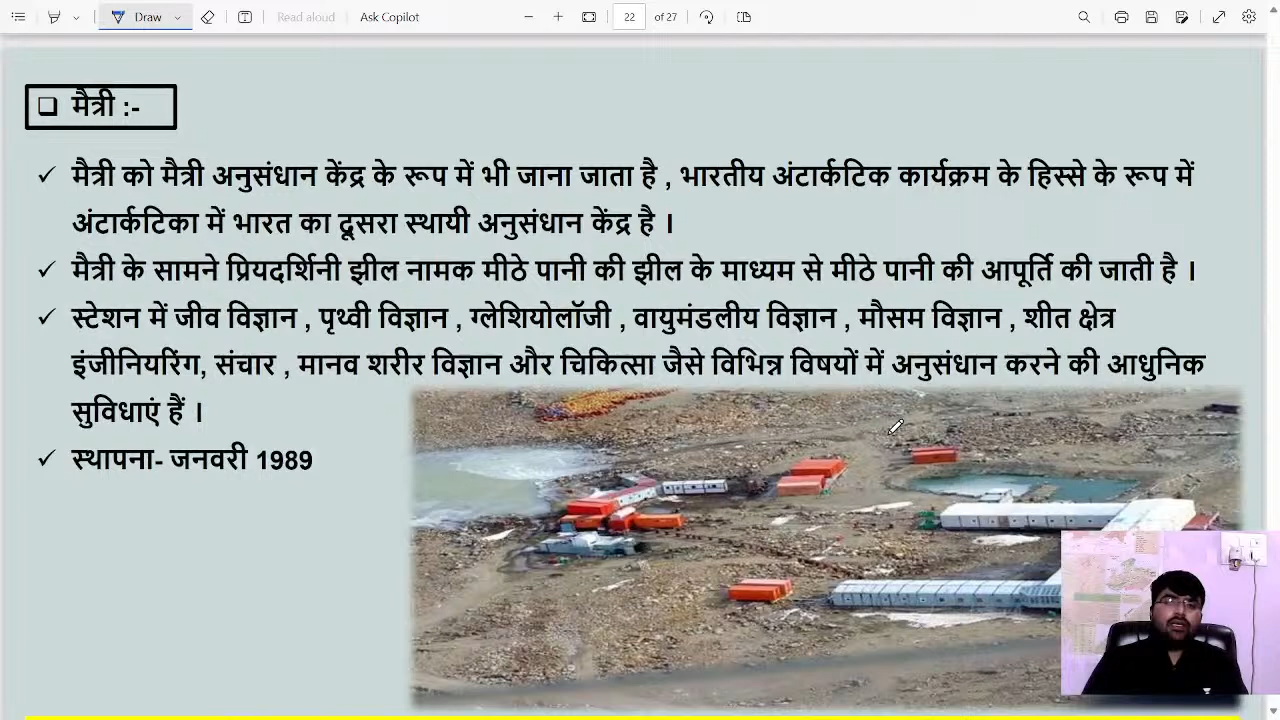 Draw
Read aloud
Ask Copilot
22 of 27
❑ मैत्री :-
✓ मैत्री को मैत्री अनुसंधान केंद्र के रूप में भी जाना जाता है , भारतीय अंटार्कटिक कार्यक्रम के हिस्से के रूप में
अंटार्कटिका में भारत का दूसरा स्थायी अनुसंधान केंद्र है ।
✓ मैत्री के सामने प्रियदर्शिनी झील नामक मीठे पानी की झील के माध्यम से मीठे पानी की आपूर्ति की जाती है ।
✓ स्टेशन में जीव विज्ञान , पृथ्वी विज्ञान , ग्लेशियोलॉजी , वायुमंडलीय विज्ञान , मौसम विज्ञान , शीत क्षेत्र
इंजीनियरिंग, संचार , मानव शरीर विज्ञान और चिकित्सा जैसे विभिन्न विषयों में अनुसंधान करने की आधुनिक
सुविधाएं हैं ।
✓ स्थापना- जनवरी 1989